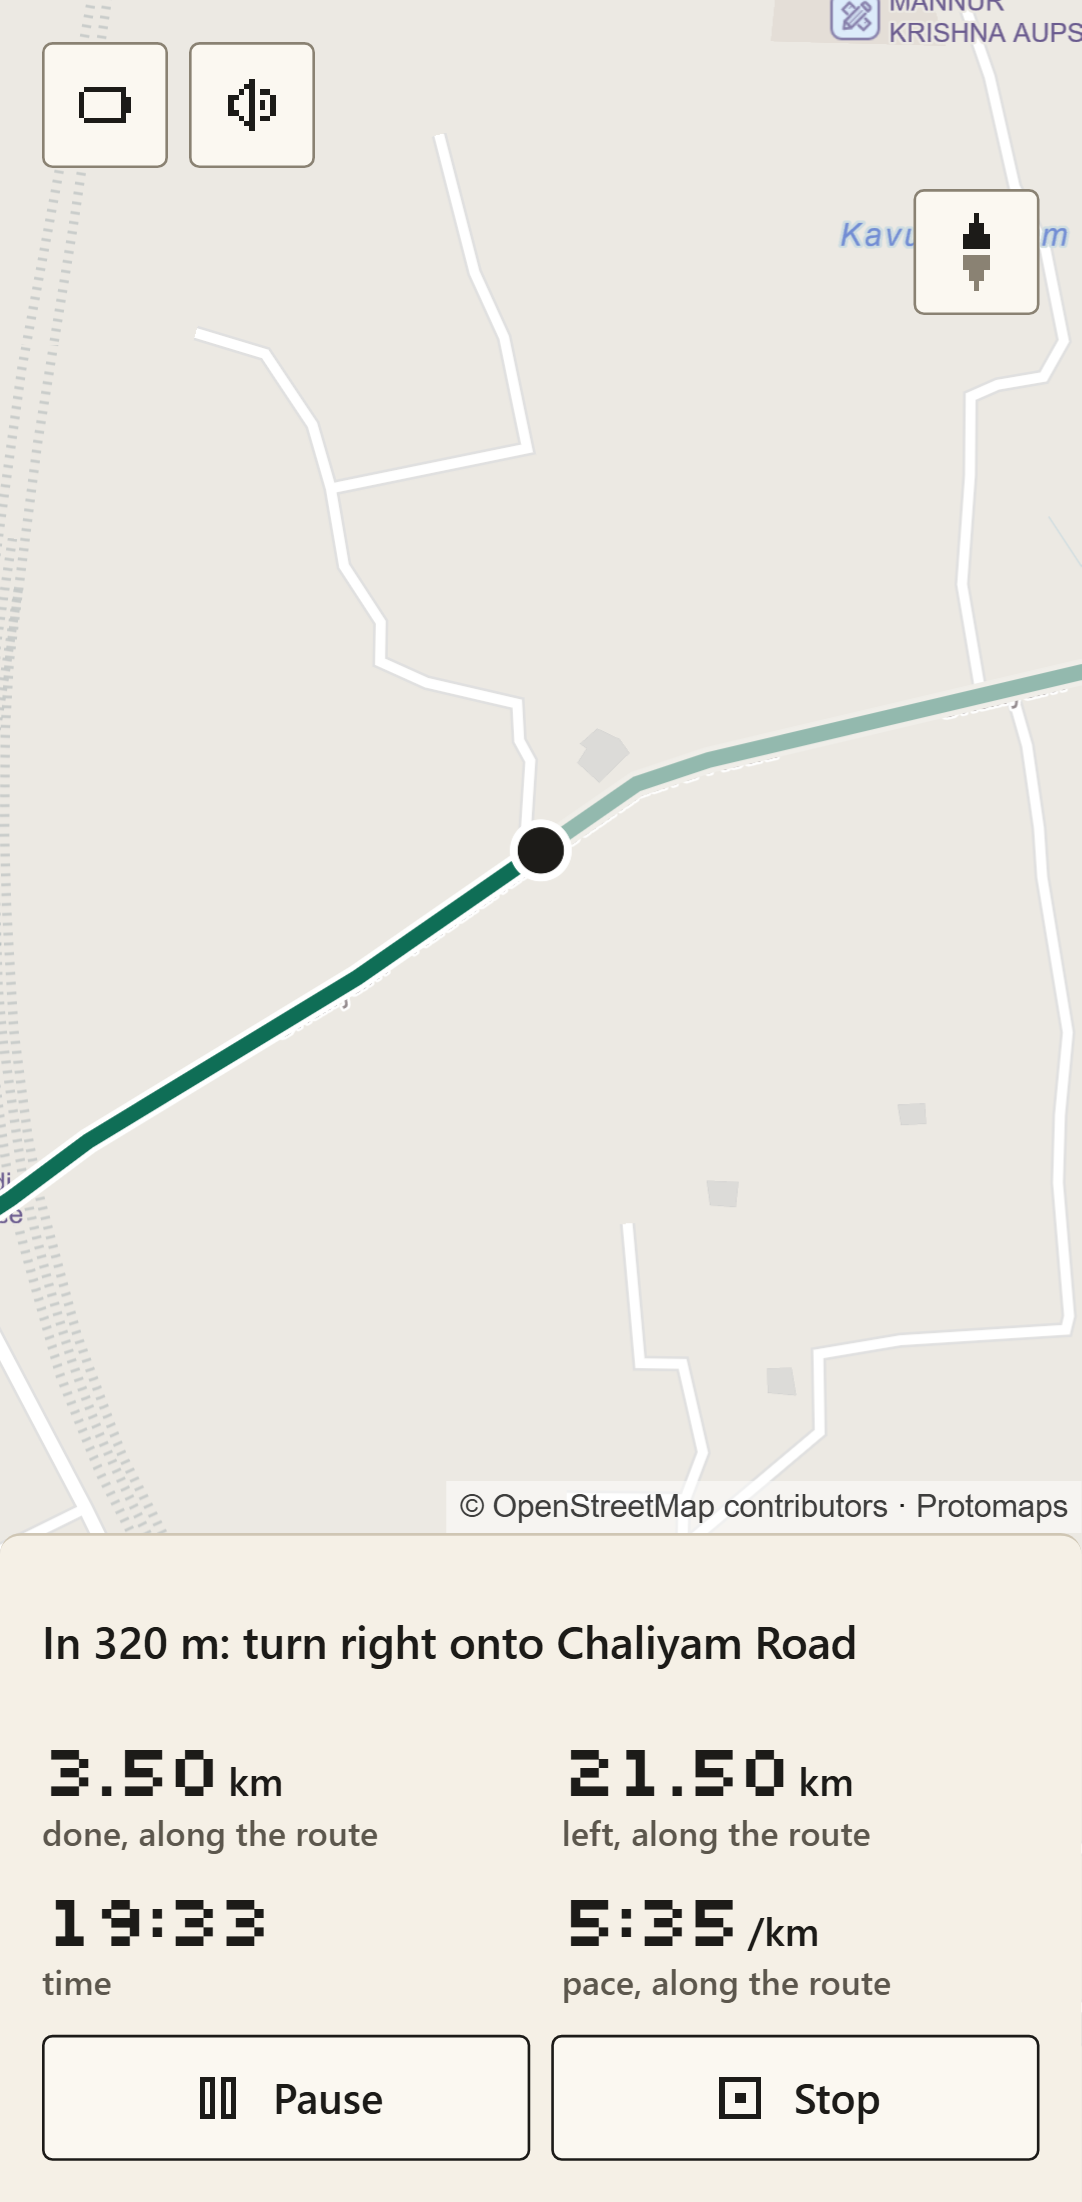 MANNUR
KRISHNA AUPS
© OpenStreetMap contributors · Protomaps
In 320 m: turn right onto Chaliyam Road
3.50 km
21.50 km
done, along the route
left, along the route
19:33
5:35 /km
time
pace, along the route
Pause
Stop